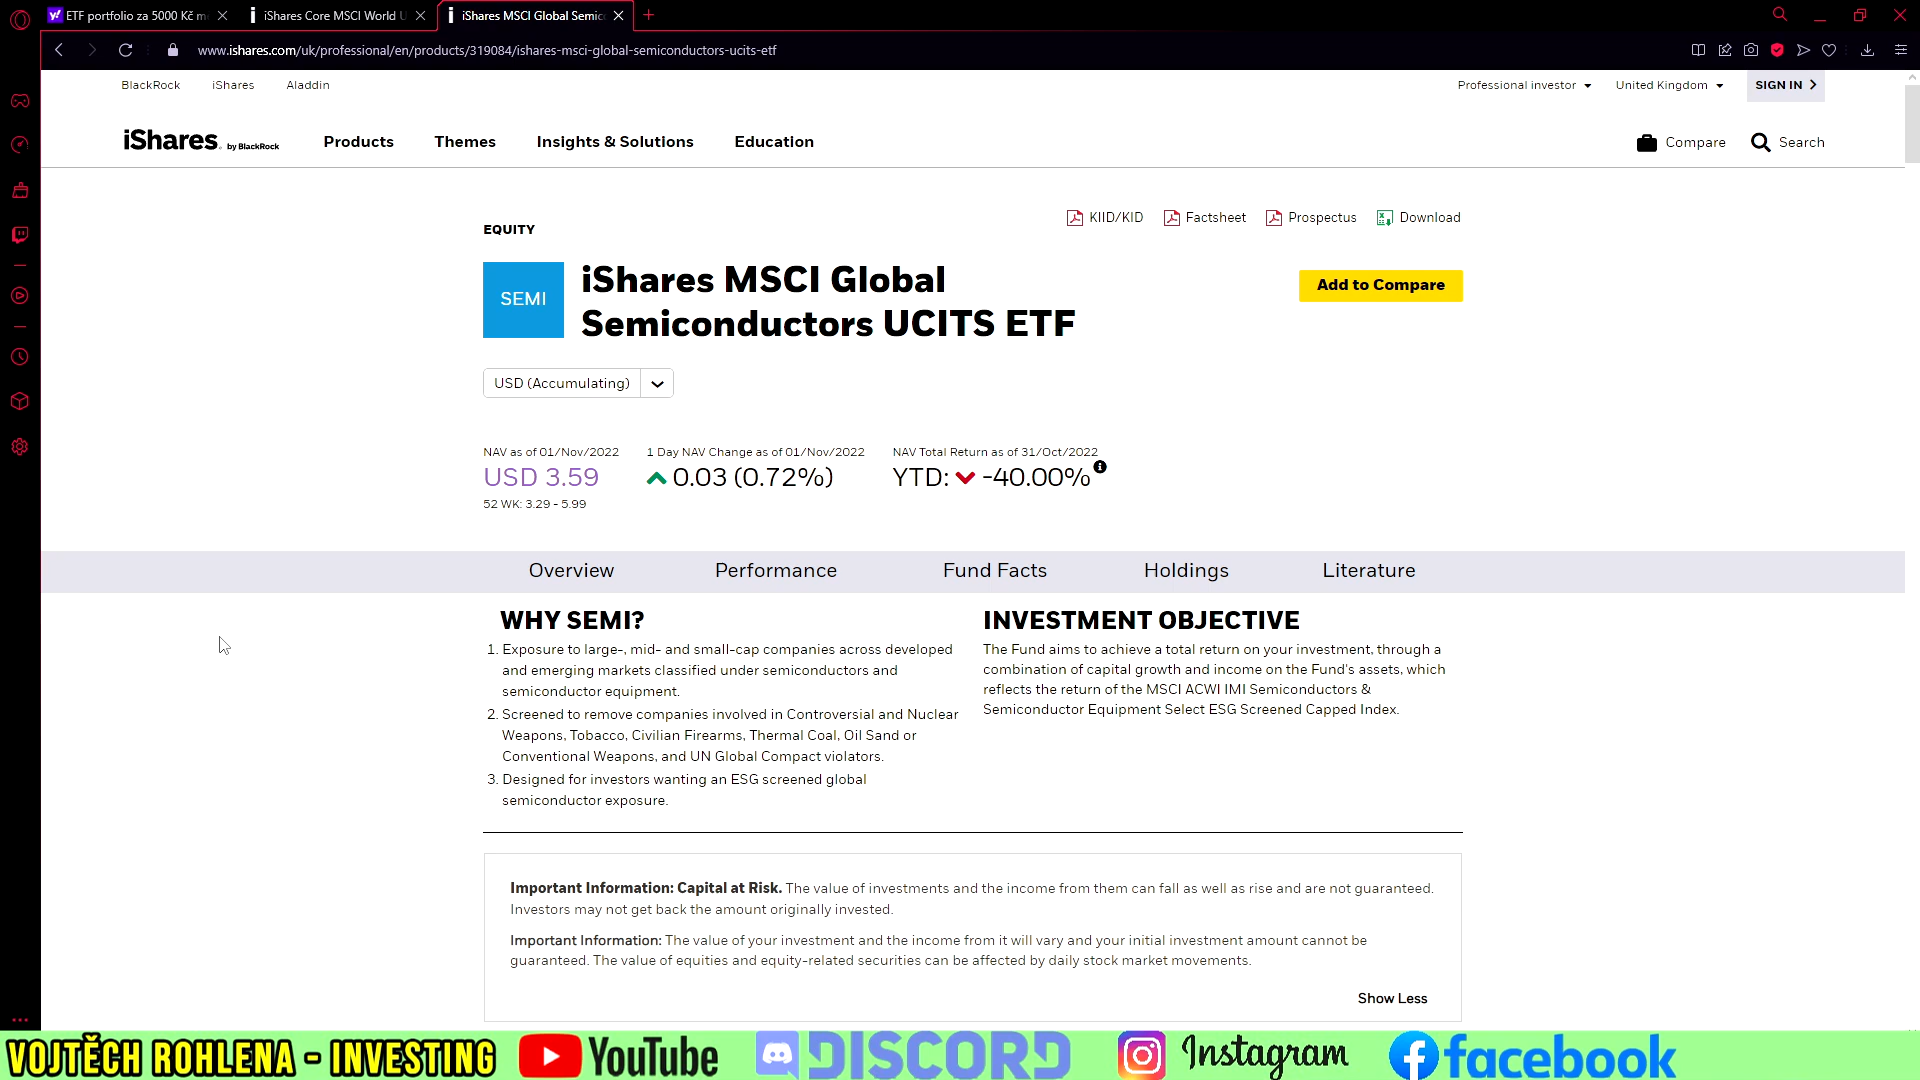 ETF portfolio za 5000 Kč m
iShares Core MSCI World U
iShares MSCI Global Semic
www.ishares.com/uk/professional/en/products/319084/ishares-msci-global-semiconductors-ucits-etf
BlackRock iShares Aladdin
Professional investor United Kingdom SIGN IN
iShares. by BlackRock
Products Themes Insights & Solutions Education
Compare Search
KIID/KID Factsheet Prospectus Download
EQUITY
SEMI
iShares MSCI Global
Semiconductors UCITS ETF
Add to Compare
USD (Accumulating)
NAV as of 01/Nov/2022
USD 3.59
52 WK: 3.29 - 5.99
1 Day NAV Change as of 01/Nov/2022
0.03 (0.72%)
NAV Total Return as of 31/Oct/2022
YTD: -40.00%
Overview Performance Fund Facts Holdings Literature
WHY SEMI?
1. Exposure to large-, mid- and small-cap companies across developed
and emerging markets classified under semiconductors and
semiconductor equipment.
2. Screened to remove companies involved in Controversial and Nuclear
Weapons, Tobacco, Civilian Firearms, Thermal Coal, Oil Sand or
Conventional Weapons, and UN Global Compact violators.
3. Designed for investors wanting an ESG screened global
semiconductor exposure.
INVESTMENT OBJECTIVE
The Fund aims to achieve a total return on your investment, through a
combination of capital growth and income on the Fund's assets, which
reflects the return of the MSCI ACWI IMI Semiconductors &
Semiconductor Equipment Select ESG Screened Capped Index.
Important Information: Capital at Risk. The value of investments and the income from them can fall as well as rise and are not guaranteed.
Investors may not get back the amount originally invested.
Important Information: The value of your investment and the income from it will vary and your initial investment amount cannot be
guaranteed. The value of equities and equity-related securities can be affected by daily stock market movements.
Show Less
VOJTĚCH ROHLENA - INVESTING YouTube DISCORD Instagram facebook